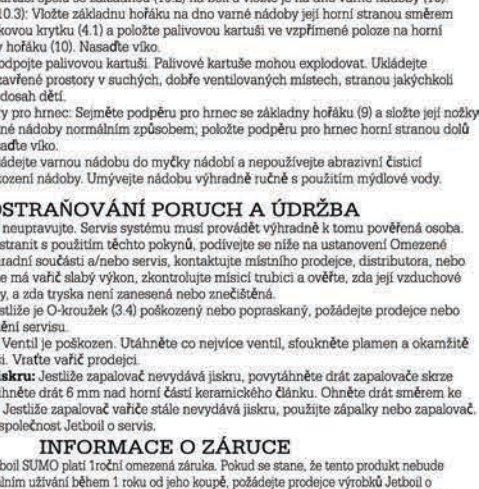 10.3): Vložte základnu hořáku na dno varné nádoby její horní stranou směrem
kovou krytku (4.1) a položte palivovou kartuši ve vzpřímené poloze na horní
hořáku (10). Nasaďte víko.
odpojte palivovou kartuši. Palivové kartuše mohou explodovat. Ukládejte
zavřené prostory v suchých, dobře ventilovaných místech, stranou jakýchkoli
dosah dětí.
y pro hrnec: Sejměte podpěru pro hrnec se základny hořáku (9) a složte její nožky
né nádoby normálním způsobem; položte podpěru pro hrnec horní stranou dolů
aďte víko.
ádejte varnou nádobu do myčky nádobí a nepoužívejte abrazivní čisticí
kození nádoby. Umývejte nádobu výhradně ručně s použitím mýdlové vody.
OSTRAŇOVÁNÍ PORUCH A ÚDRŽBA
neupravujte. Servis systému musí provádět výhradně k tomu pověřená osoba.
stranit s použitím těchto pokynů, podívejte se níže na ustanovení Omezené
radní součásti a/nebo servis, kontaktujte místního prodejce, distributora, nebo
e má vařič slabý výkon, zkontrolujte mísicí trubici a ověřte, zda její vzduchové
y, a zda tryska není zanesená nebo znečištěná.
stliže je O-kroužek (3.4) poškozený nebo popraskaný, požádejte prodejce nebo
ění servisu.
Ventil je poškozen. Utáhněte co nejvíce ventil, sfoukněte plamen a okamžitě
i. Vraťte vařič prodejci.
iskru: Jestliže zapalovač nevydává jiskru, povytáhněte drát zapalovače skrze
ihněte drát 6 mm nad horní částí keramického článku. Ohněte drát směrem ke
Jestliže zapalovač vařiče stále nevydává jiskru, použijte zápalky nebo zapalovač.
společnost Jetboil o servis.
INFORMACE O ZÁRUCE
boil SUMO platí 1roční omezená záruka. Pokud se stane, že tento produkt nebude
lním užívání během 1 roku od jeho koupě, požádejte prodejce výrobků Jetboil o